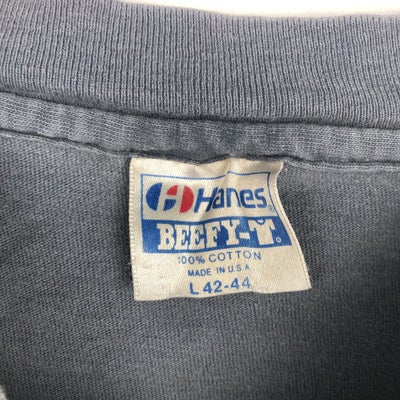 Hanes®
BEEFY-T®
100% COTTON
MADE IN U.S.A
L 42-44